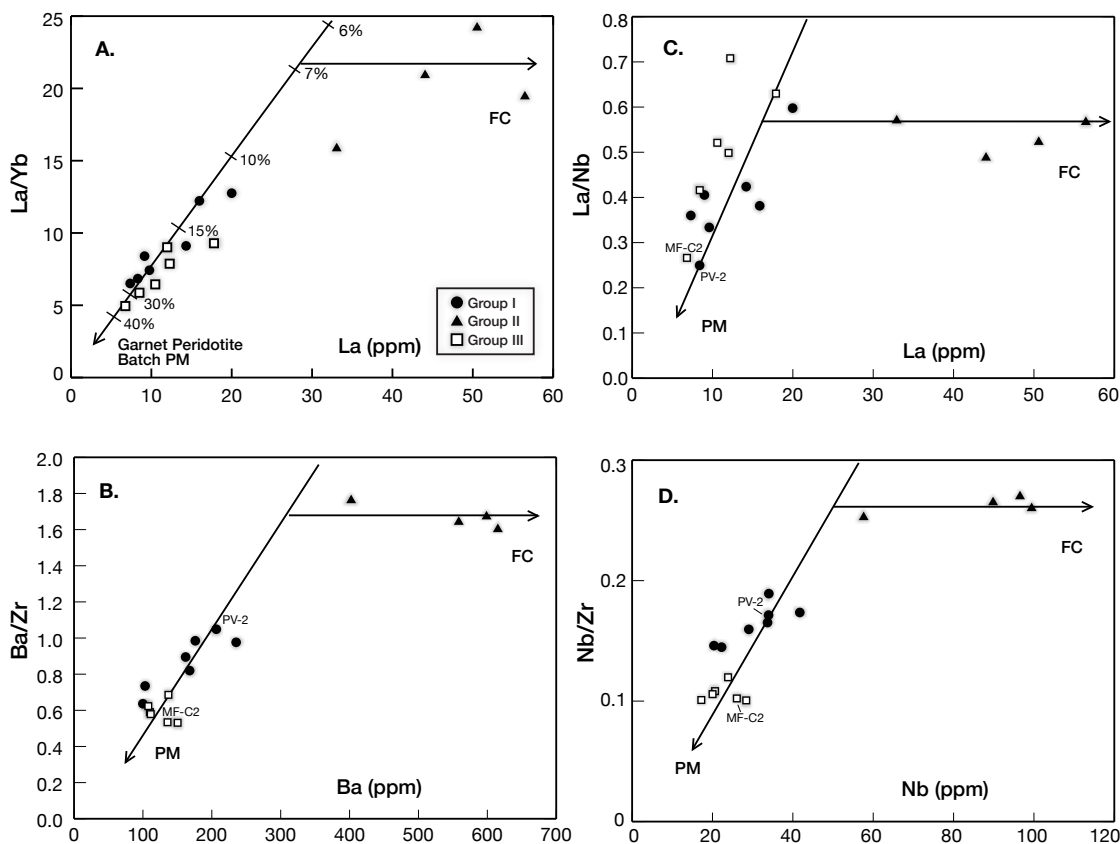 A.
La/Yb
25
20
15
10
5
0
6%
7%
10%
15%
30%
40%
FC
Garnet Peridotite
Batch PM
Group I
Group II
Group III
La (ppm)
0 10 20 30 40 50 60
C.
La/Nb
0.8
0.7
0.6
0.5
0.4
0.3
0.2
0.1
0.0
MF-C2
PV-2
FC
PM
La (ppm)
0 10 20 30 40 50 60
B.
Ba/Zr
2.0
1.8
1.6
1.4
1.2
1.0
0.8
0.6
0.4
0.2
0.0
FC
PV-2
MF-C2
PM
Ba (ppm)
0 100 200 300 400 500 600 700
D.
Nb/Zr
0.3
0.2
0.1
0
FC
PV-2
MF-C2
PM
Nb (ppm)
0 20 40 60 80 100 120